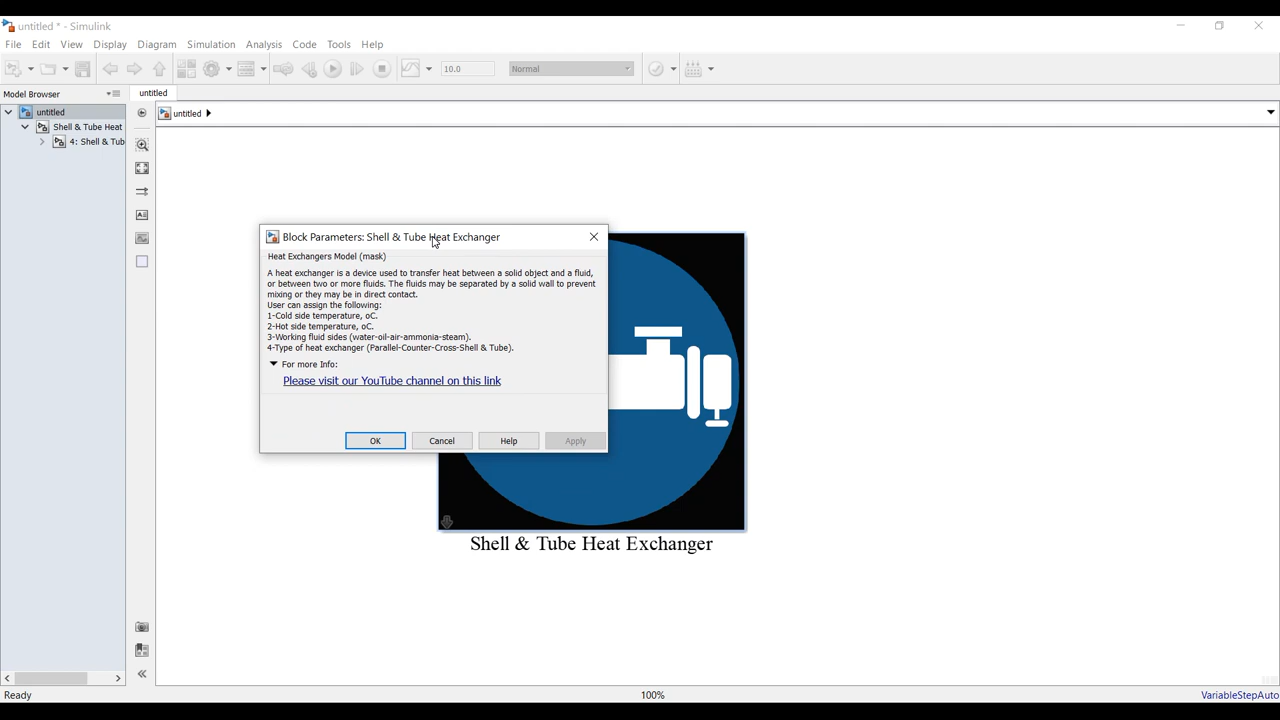 untitled * - Simulink
File Edit View Display Diagram Simulation Analysis Code Tools Help
10.0 Normal
Model Browser
untitled
untitled
Shell & Tube Heat
4: Shell & Tub
untitled
Block Parameters: Shell & Tube Heat Exchanger
Heat Exchangers Model (mask)
A heat exchanger is a device used to transfer heat between a solid object and a fluid,
or between two or more fluids. The fluids may be separated by a solid wall to prevent
mixing or they may be in direct contact.
User can assign the following:
1-Cold side temperature, oC.
2-Hot side temperature, oC.
3-Working fluid sides (water-oil-air-ammonia-steam).
4-Type of heat exchanger (Parallel-Counter-Cross-Shell & Tube).
For more Info:
Please visit our YouTube channel on this link
OK Cancel Help Apply
Shell & Tube Heat Exchanger
Ready 100% VariableStepAuto